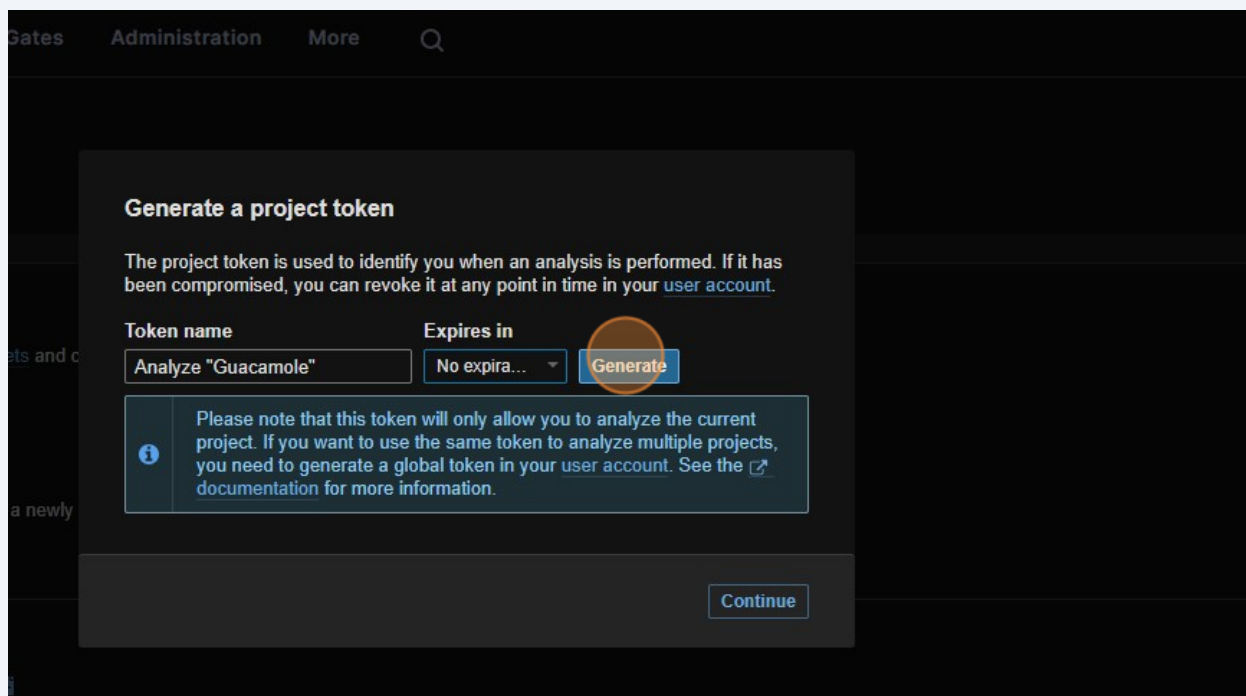 Gates Administration More
Generate a project token
The project token is used to identify you when an analysis is performed. If it has
been compromised, you can revoke it at any point in time in your user account.
Token name Expires in
ets and c
Analyze "Guacamole" No expira... Generate
Please note that this token will only allow you to analyze the current
project. If you want to use the same token to analyze multiple projects,
you need to generate a global token in your user account. See the
documentation for more information.
a newly
Continue